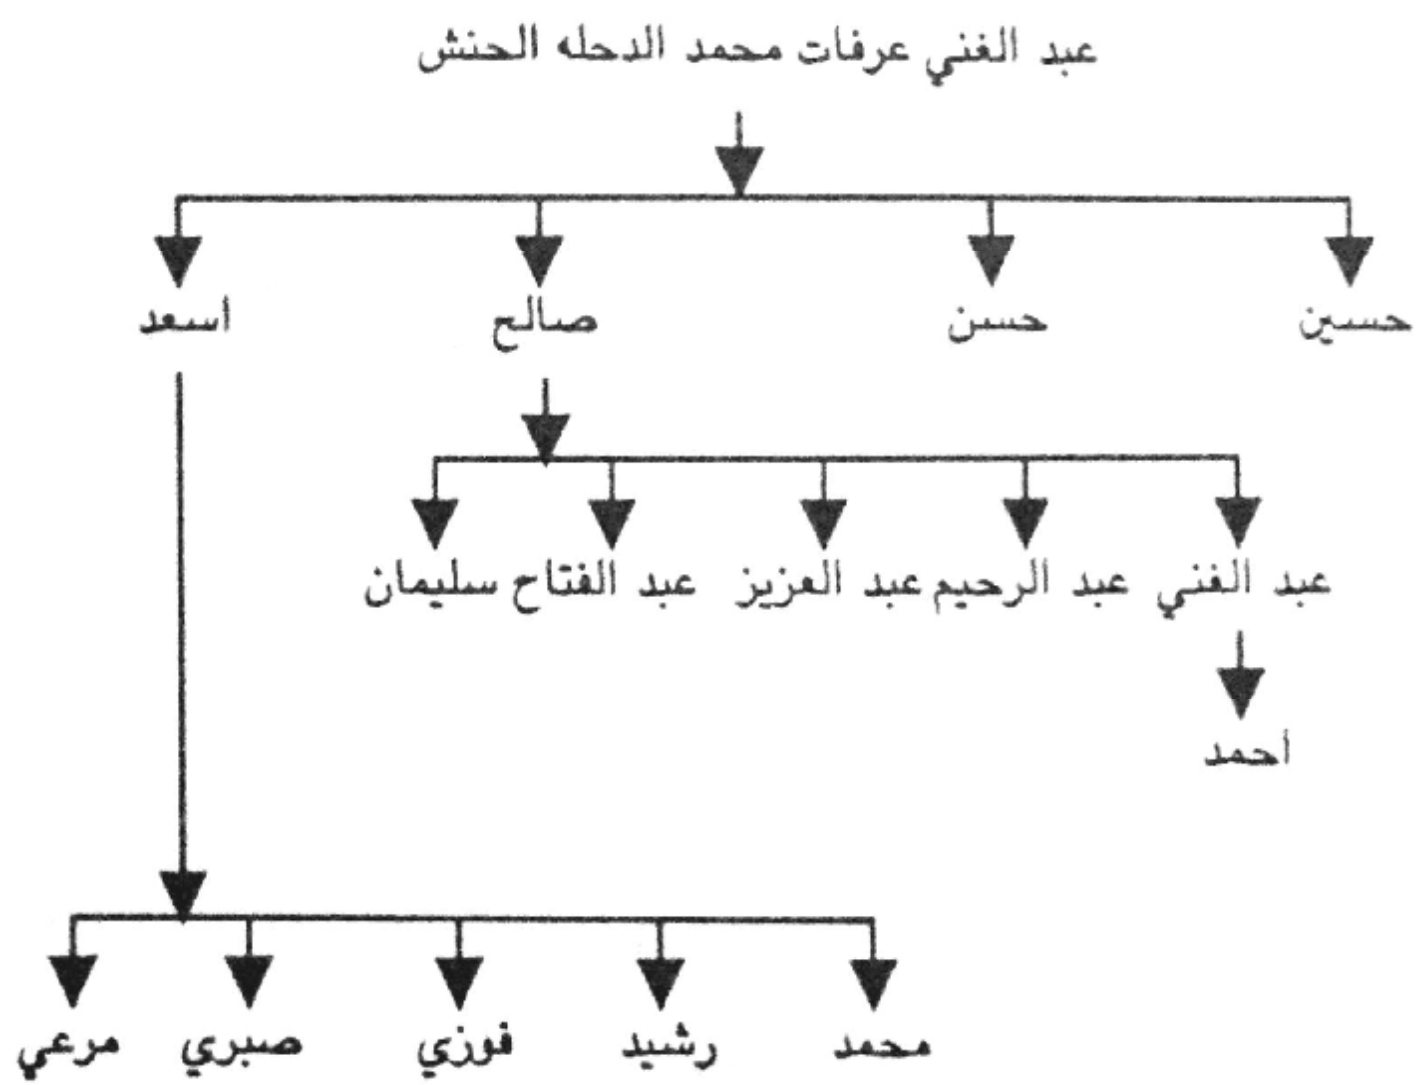 عبد الغني عرفات محمد الدحله الحنش
حسين حسن صالح اسعد
عبد الغني عبد الرحيم عبد العزيز عبد الفتاح سليمان
أحمد
محمد رشيد فوزي صبري مرعي